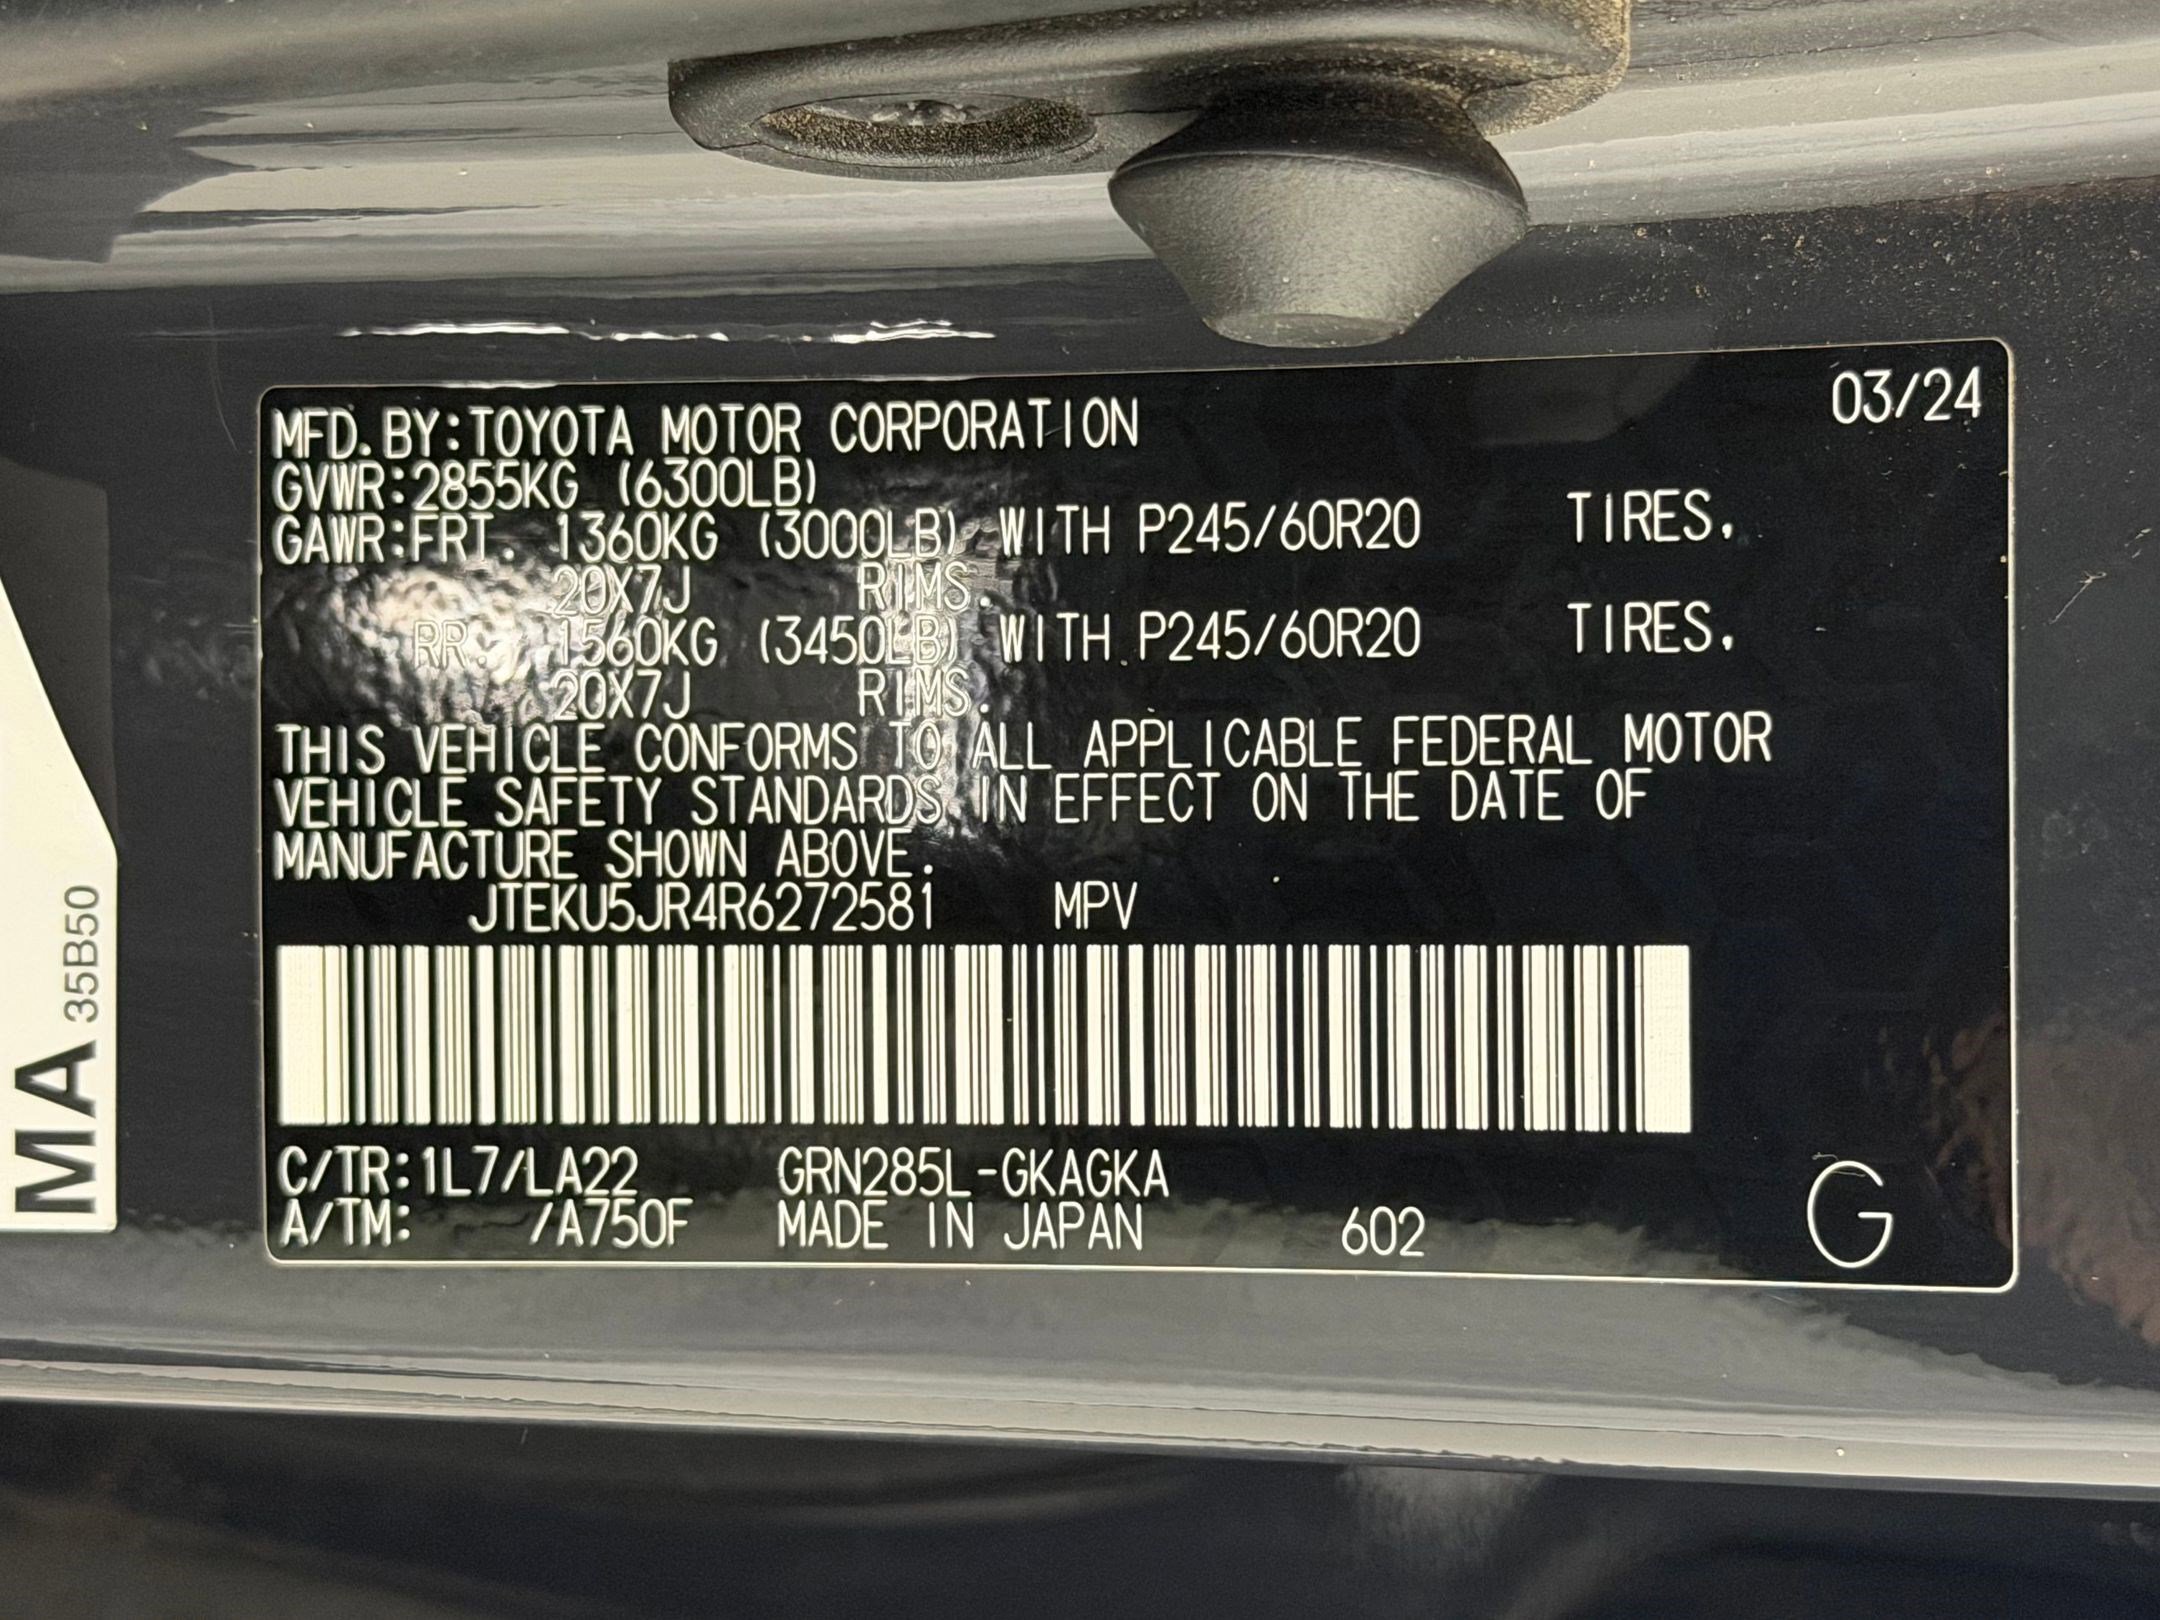 03/24
MFD.BY:TOYOTA MOTOR CORPORATION
GVWR:2855KG (6300LB)
GAWR:FRT. 1360KG (3000LB) WITH P245/60R20 TIRES.
20X7J RIMS.
RR. 1560KG (3450LB) WITH P245/60R20 TIRES.
20X7J RIMS.
THIS VEHICLE CONFORMS TO ALL APPLICABLE FEDERAL MOTOR
VEHICLE SAFETY STANDARDS IN EFFECT ON THE DATE OF
MANUFACTURE SHOWN ABOVE.
JTEKU5JR4R6272581 MPV
C/TR:1L7/LA22 GRN285L-GKAGKA
A/TM: /A750F MADE IN JAPAN 602 G
MA 35B50